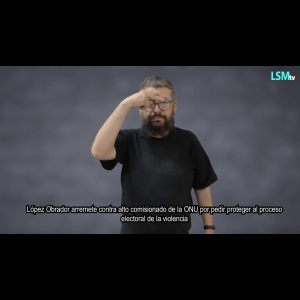 LSMtv
López Obrador arremete contra alto comisionado de la ONU por pedir proteger al proceso
electoral de la violencia